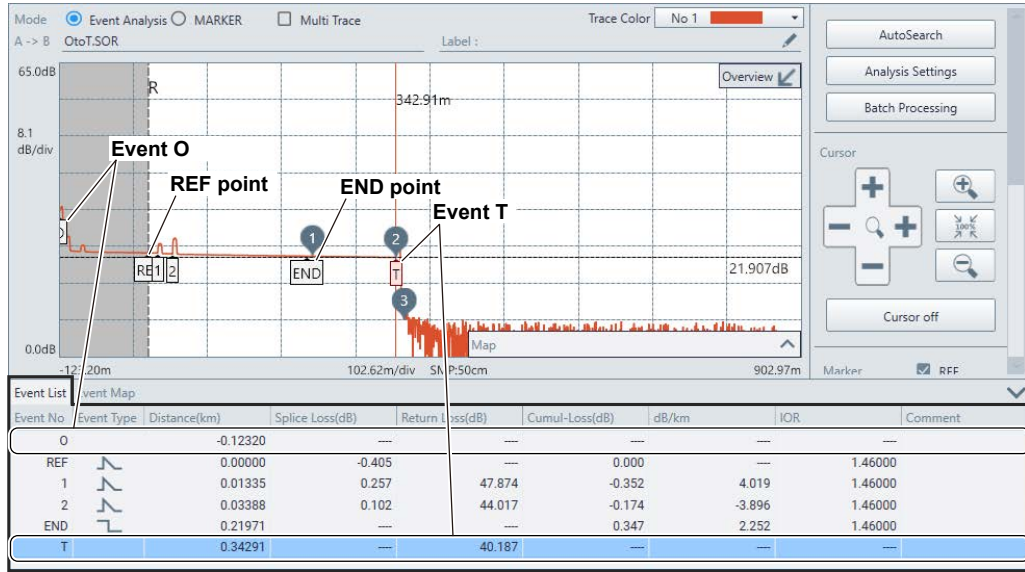 Mode Event Analysis MARKER Multi Trace Trace Color No 1
A -> B OtoT.SOR Label :
65.0dB
R
342.91m
Overview
8.1
dB/div
Event O
REF point
END point
Event T
1
2
RE 1 2
END
T
21.907dB
3
Map
0.0dB
102.62m/div
902.97m
AutoSearch
Analysis Settings
Batch Processing
Cursor
100%
Cursor off
Marker REF
Event List Event Map
Event No Event Type Distance(km) Splice Loss(dB) Return Loss(dB) Cumul-Loss(dB) dB/km IOR Comment
O -0.12320 ---- ---- ---- ---- ----
REF 0.00000 -0.405 ---- 0.000 ---- 1.46000
1 0.01335 0.257 47.874 -0.352 4.019 1.46000
2 0.03388 0.102 44.017 -0.174 -3.896 1.46000
END 0.21971 ---- ---- 0.347 2.252 1.46000
T 0.34291 ---- 40.187 ---- ---- ----